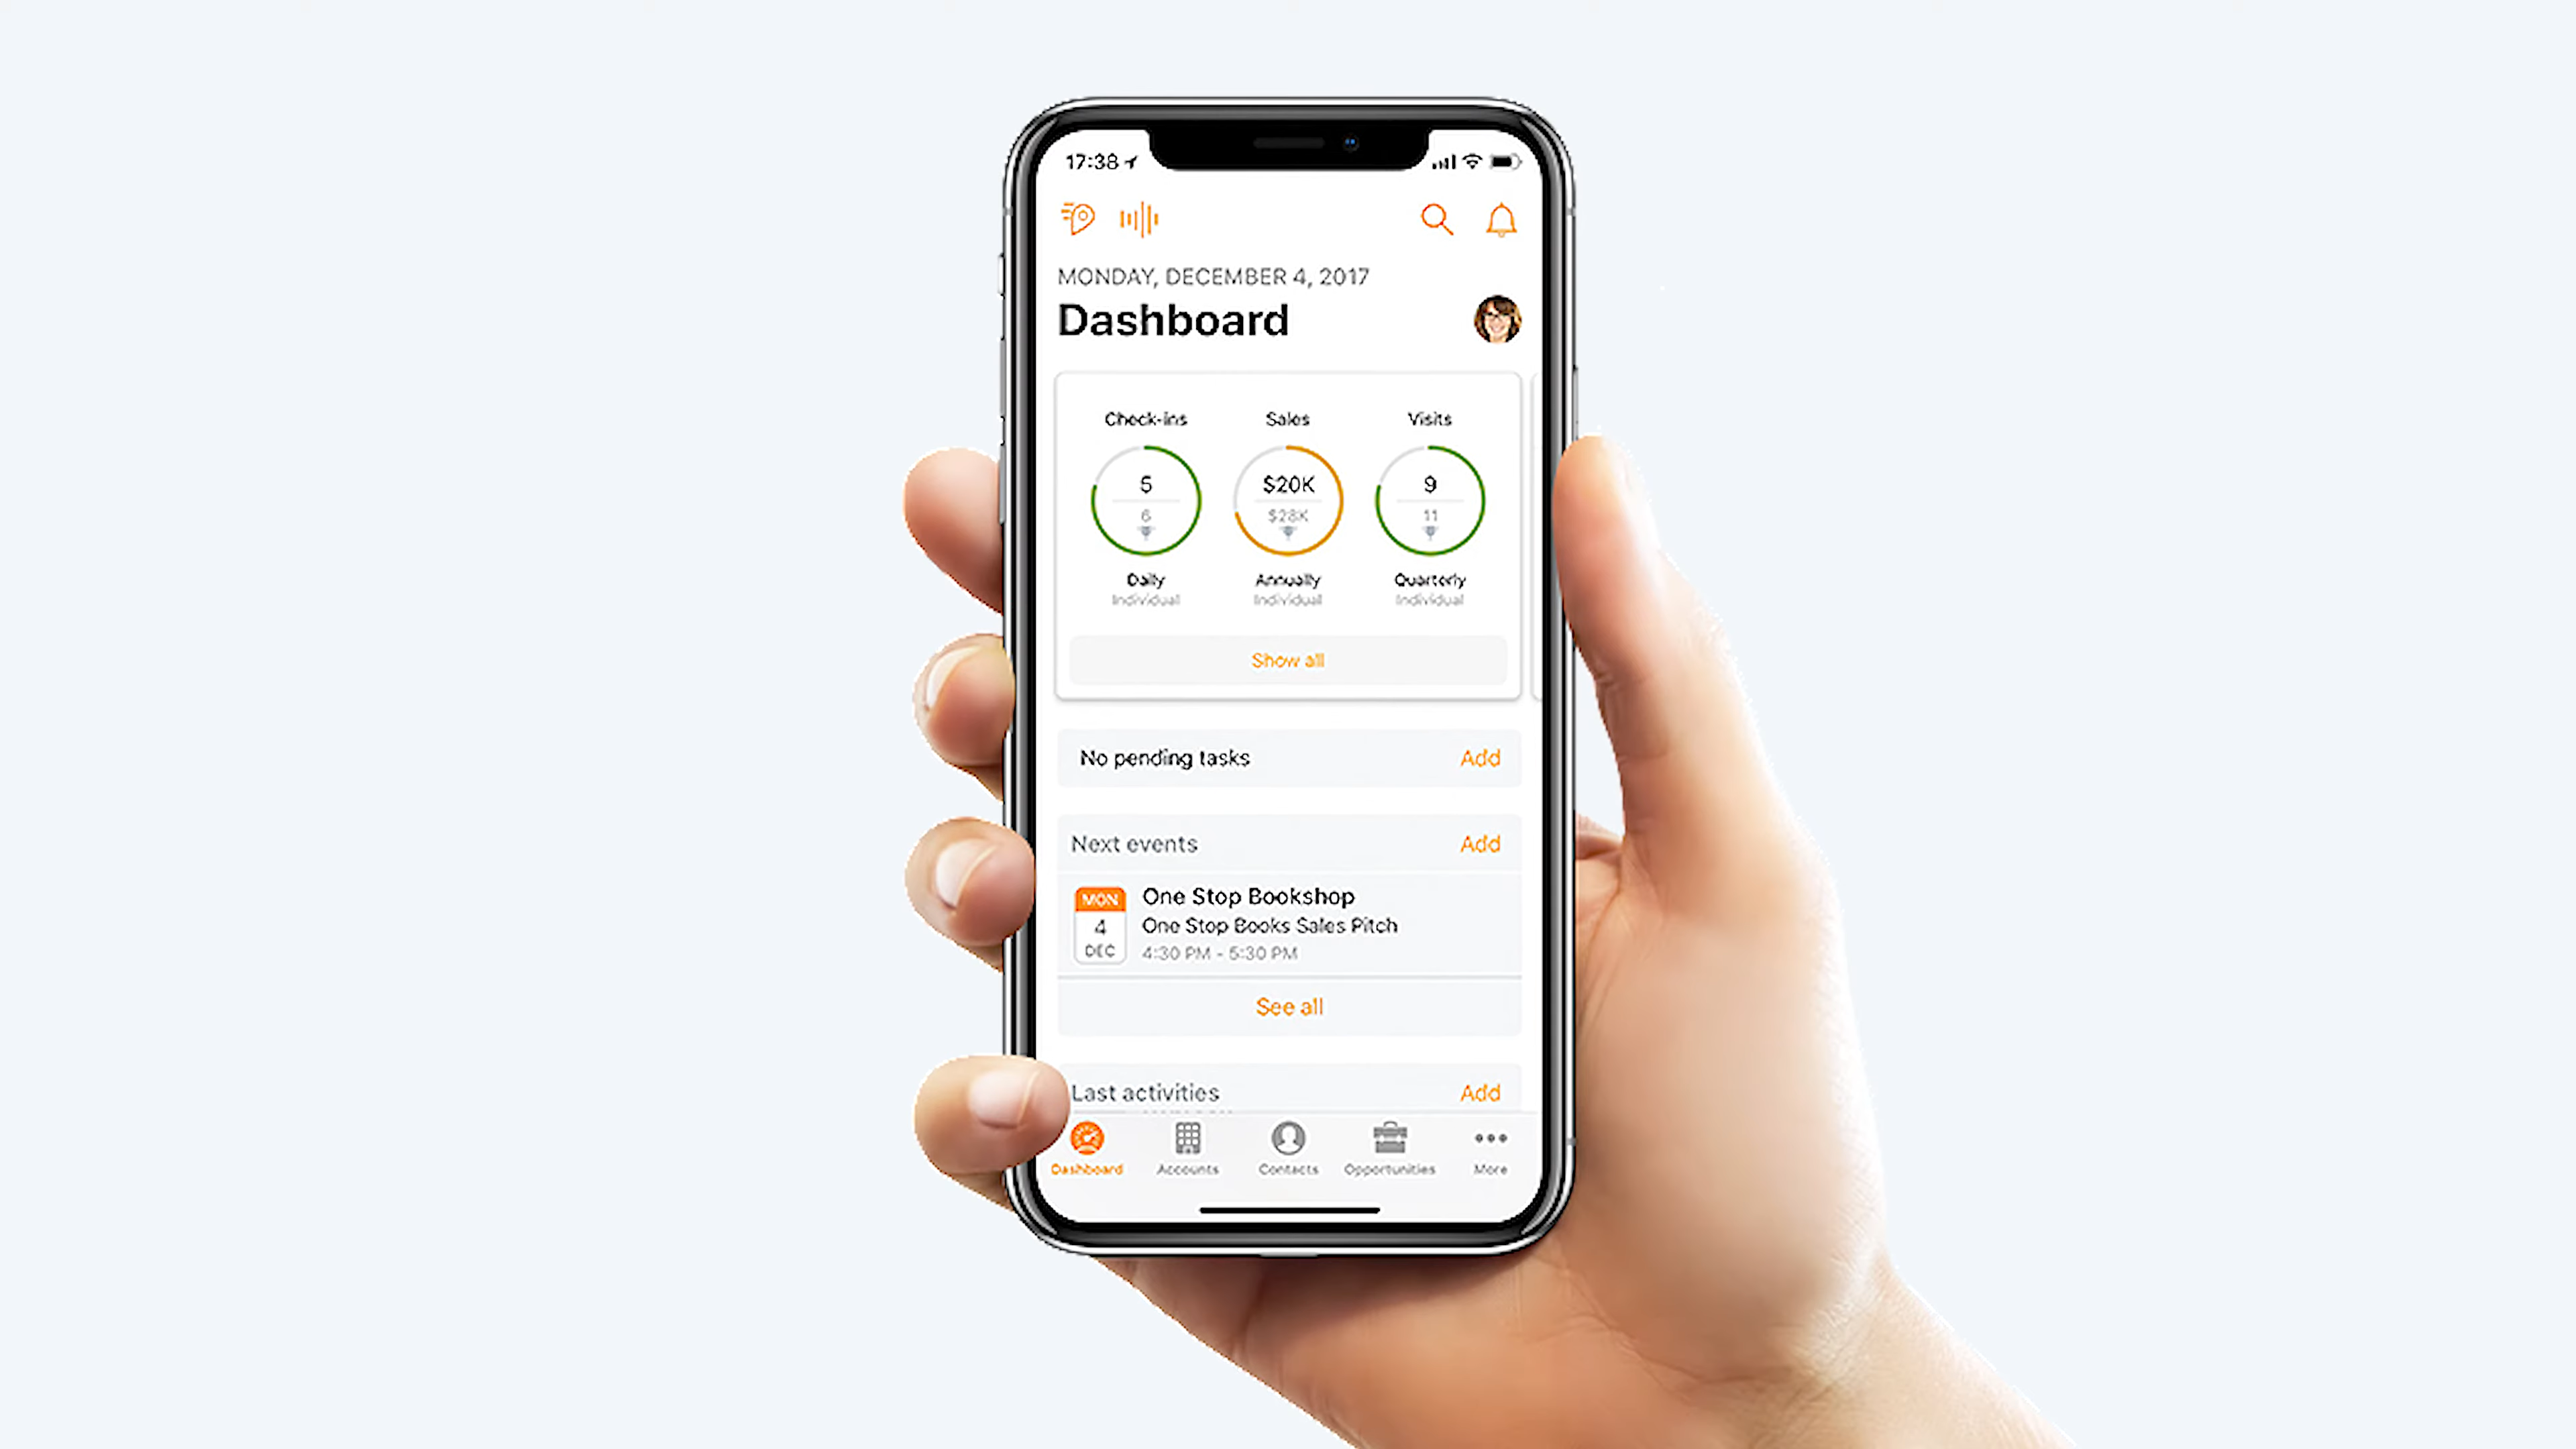 17:38
MONDAY, DECEMBER 4, 2017
Dashboard
Check-ins Sales Visits
5 $20K 9
6 $28K 11
Daily Annually Quarterly
Individual Individual Individual
Show all
No pending tasks Add
Next events Add
MON
4
DEC
One Stop Bookshop
One Stop Books Sales Pitch
4:30 PM - 5:30 PM
See all
Last activities Add
Dashboard Accounts Contacts Opportunities More